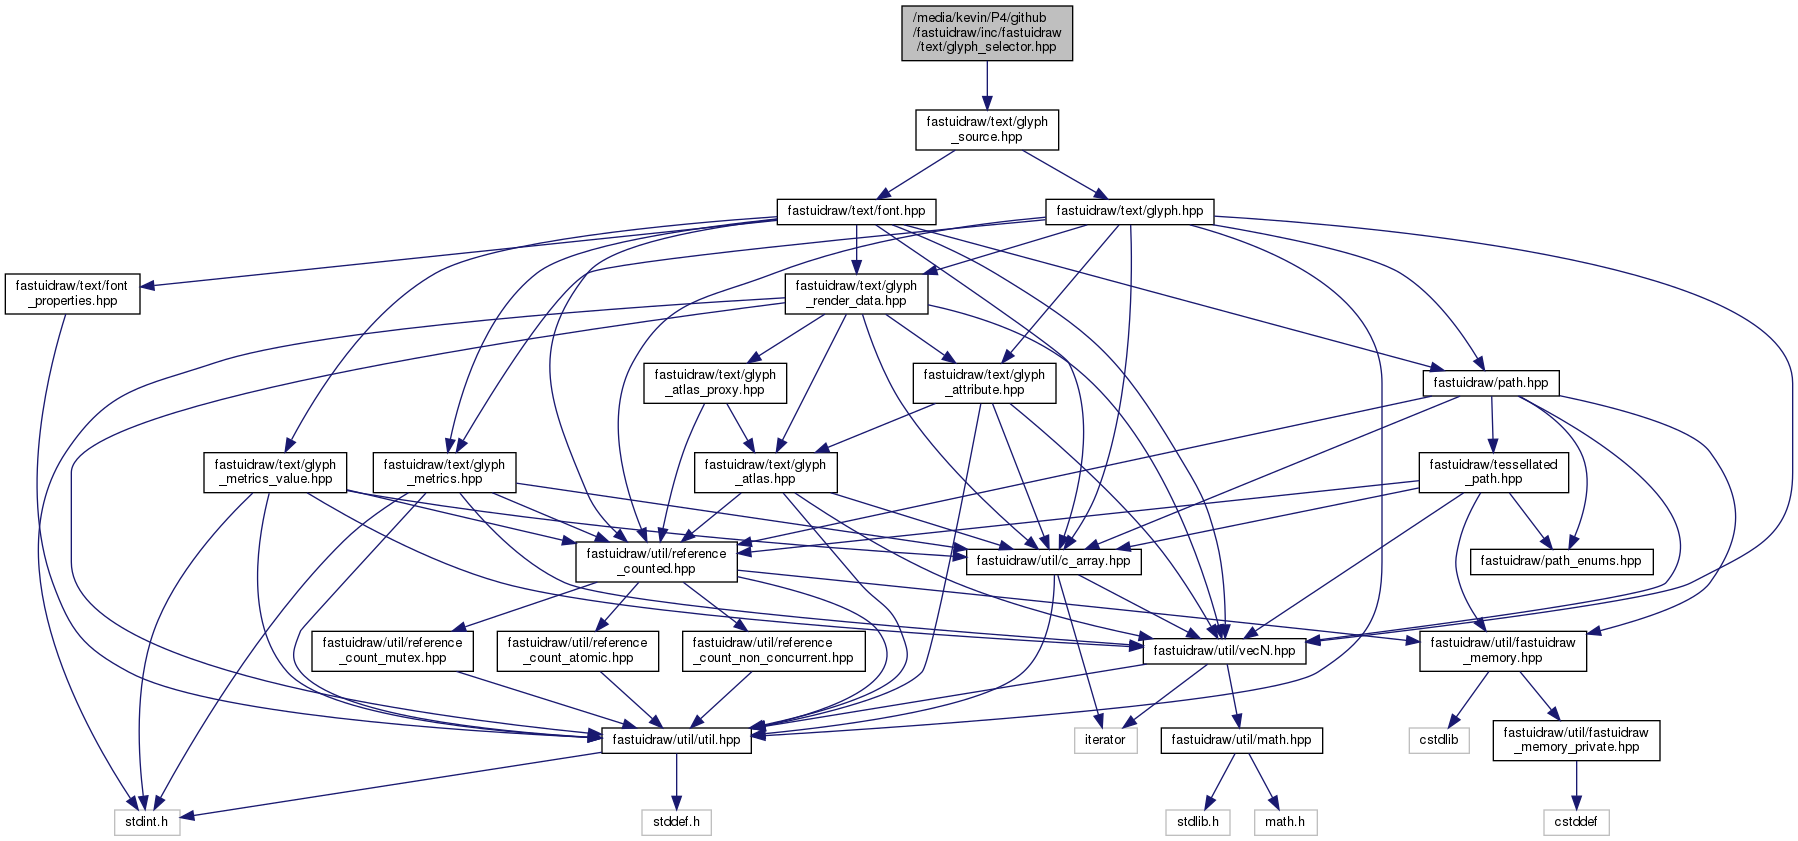 /media/kevin/P4/github
/fastuidraw/inc/fastuidraw
/text/glyph_selector.hpp
fastuidraw/text/glyph
_source.hpp
fastuidraw/text/font.hpp
fastuidraw/text/glyph.hpp
fastuidraw/text/font
_properties.hpp
fastuidraw/text/glyph
_render_data.hpp
fastuidraw/text/glyph
_atlas_proxy.hpp
fastuidraw/text/glyph
_attribute.hpp
fastuidraw/path.hpp
fastuidraw/text/glyph
_metrics_value.hpp
fastuidraw/text/glyph
_metrics.hpp
fastuidraw/text/glyph
_atlas.hpp
fastuidraw/tessellated
_path.hpp
fastuidraw/util/reference
_counted.hpp
fastuidraw/util/c_array.hpp
fastuidraw/path_enums.hpp
fastuidraw/util/reference
_count_mutex.hpp
fastuidraw/util/reference
_count_atomic.hpp
fastuidraw/util/reference
_count_non_concurrent.hpp
fastuidraw/util/vecN.hpp
fastuidraw/util/fastuidraw
_memory.hpp
fastuidraw/util/util.hpp
iterator
fastuidraw/util/math.hpp
cstdlib
fastuidraw/util/fastuidraw
_memory_private.hpp
stdint.h
stddef.h
stdlib.h
math.h
cstddef